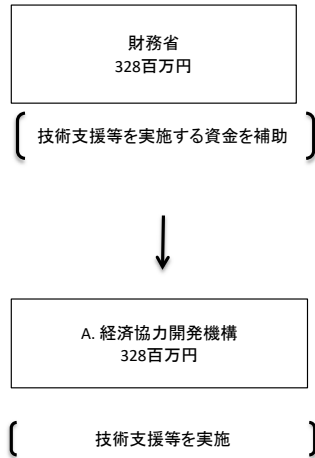 財務省
328百万円
技術支援等を実施する資金を補助
A. 経済協力開発機構
328百万円
技術支援等を実施